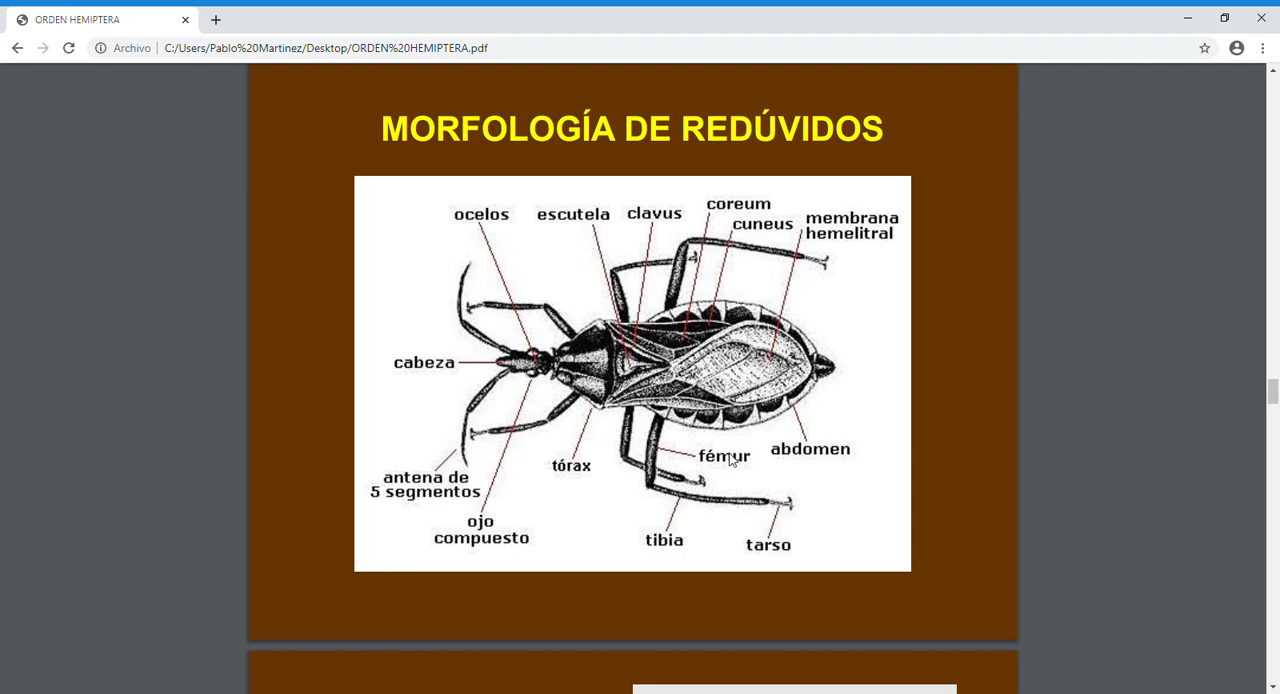 ORDEN HEMIPTERA
Archivo | C:/Users/Pablo%20Martinez/Desktop/ORDEN%20HEMIPTERA.pdf
MORFOLOGÍA DE REDÚVIDOS
ocelos
escutela
clavus
coreum
cuneus
membrana
hemelitral
cabeza
antena de
5 segmentos
ojo
compuesto
tórax
fémur
abdomen
tibia
tarso